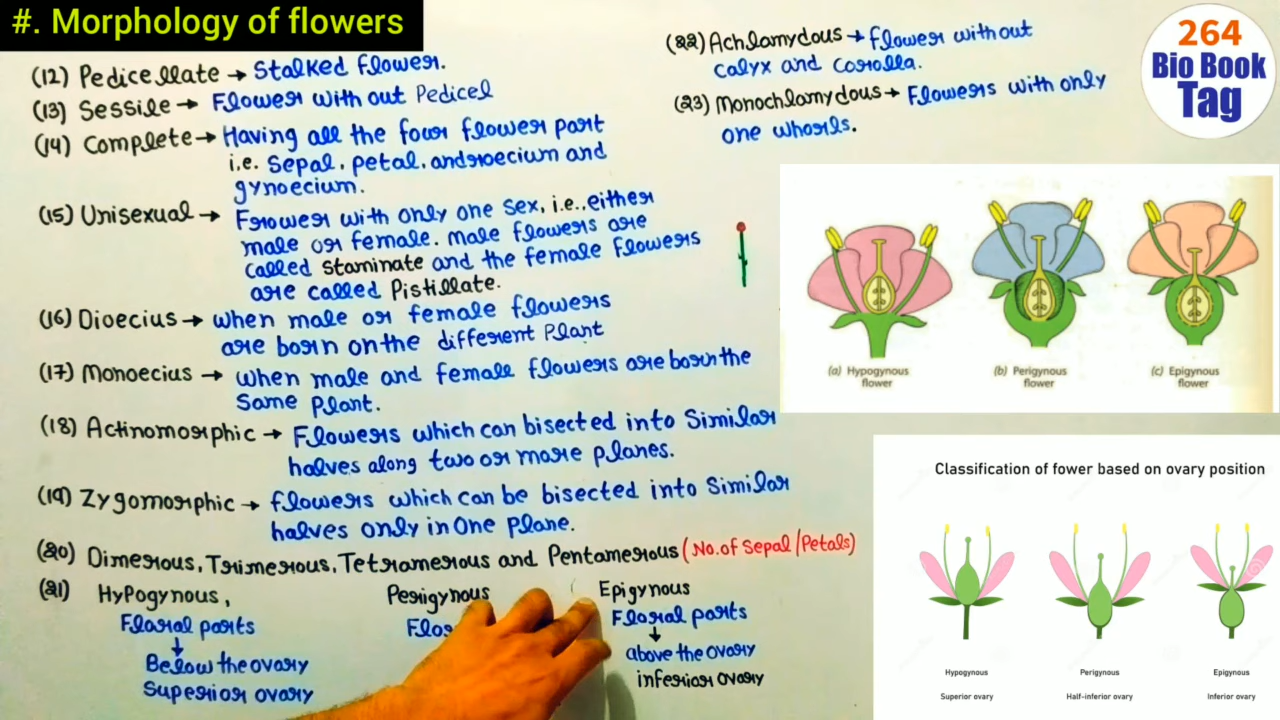 #. Morphology of flowers
(12) Pedicellate → Stalked flower.
(13) Sessile → Flower with out Pedicel
(14) Complete → Having all the four flower part
i.e. Sepal, petal, androecium and
gynoecium.
(15) Unisexual → Frower with only one sex, i.e., either
male or female. Male flowers are
called Staminate and the female flowers
are called Pistillate.
(16) Dioecius → when male or female flowers
are born on the different Plant
(17) Monoecius → when male and female flowers are born the
Same Plant.
(18) Actinomorphic → Flowers which can bisected into Similar
halves along two or more planes.
(19) Zygomorphic → flowers which can be bisected into Similar
halves only in One plane.
(20) Dimerous, Trimerous, Tetramerous and Pentamerous (No. of Sepal/Petals)
(21) Hypogynous, Perigynous Epigynous
Floral parts Flo Floral parts
↓ ↓
Below the ovary above the ovary
Superior ovary inferior ovary
(22) Achlamydous → flower without
calyx and corolla.
(23) Monochlamydous → Flowers with only
one whorls.
264
Bio Book
Tag
(a) Hypogynous
flower
(b) Perigynous
flower
(c) Epigynous
flower
Classification of fower based on ovary position
Hypogynous Perigynous Epigynous
Superior ovary Half-inferior ovary Inferior ovary